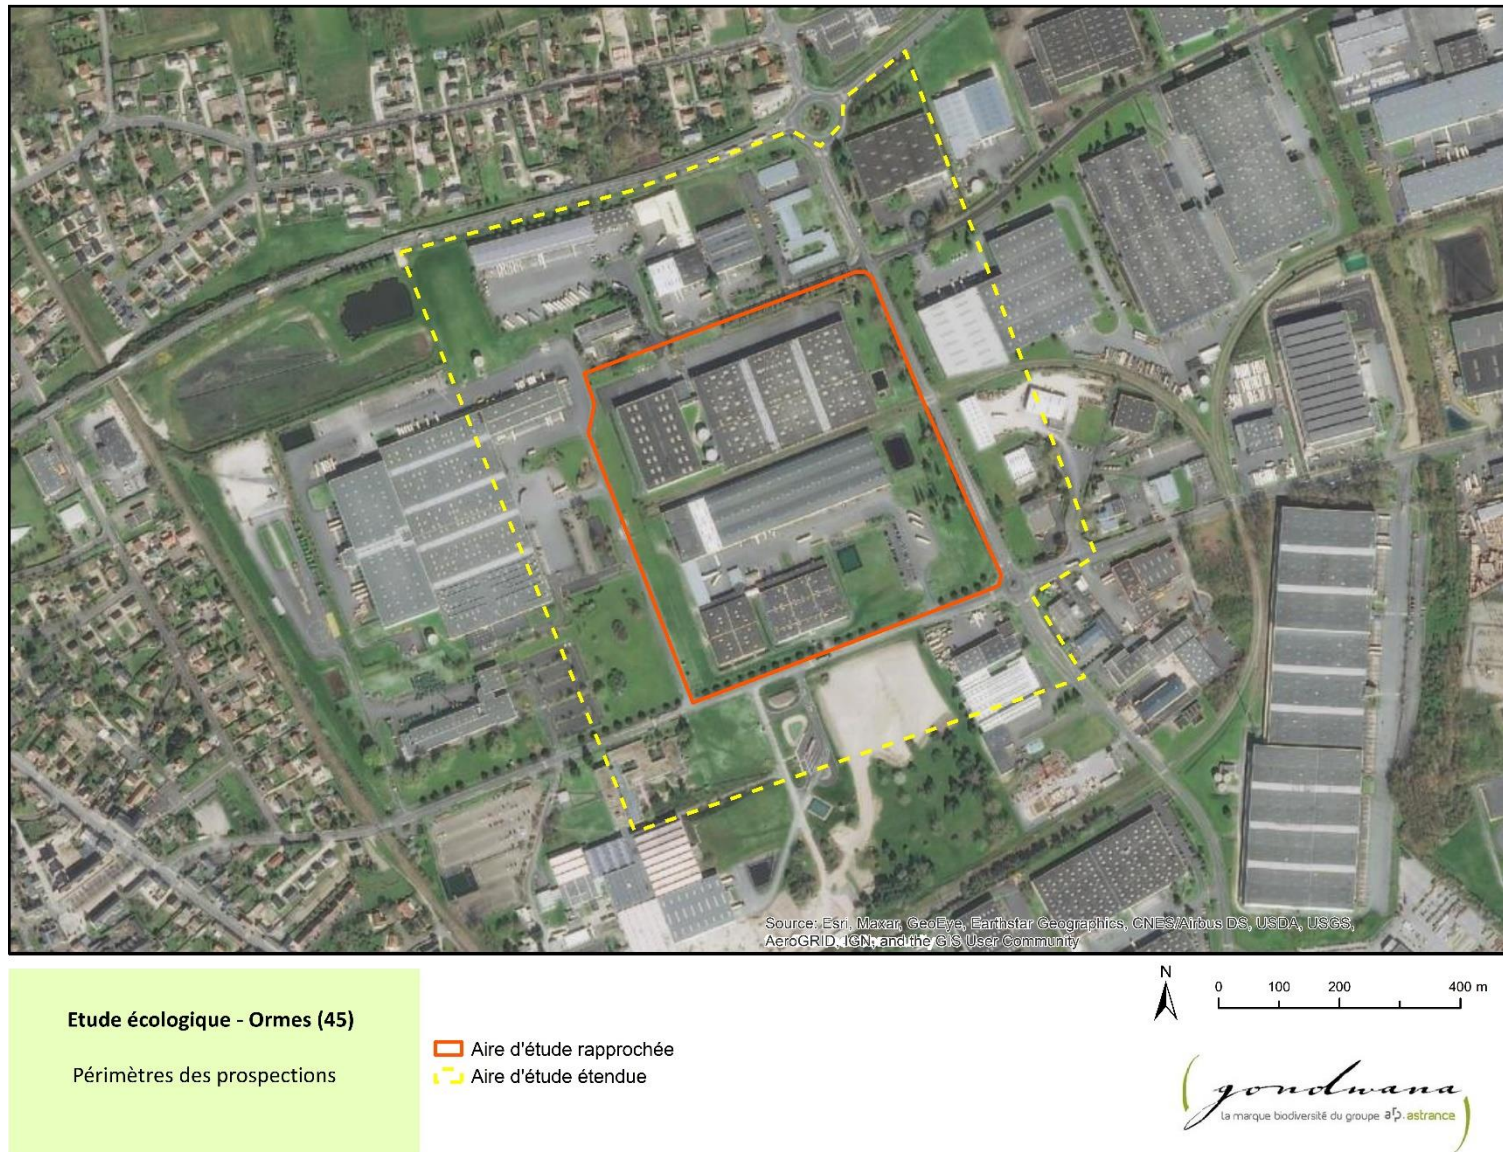 Source: Esri, Maxar, GeoEye, Earthstar Geographics, CNES/Airbus DS, USDA, USGS,
AeroGRID, IGN, and the GIS User Community
Etude écologique - Ormes (45)
Périmètres des prospections
Aire d'étude rapprochée
Aire d'étude étendue
N
0 100 200 400 m
gondwana
la marque biodiversité du groupe arp. astrance